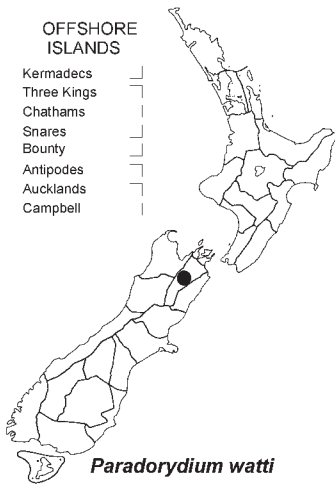 OFFSHORE
ISLANDS
Kermadecs
Three Kings
Chathams
Snares
Bounty
Antipodes
Aucklands
Campbell
Paradorydium watti